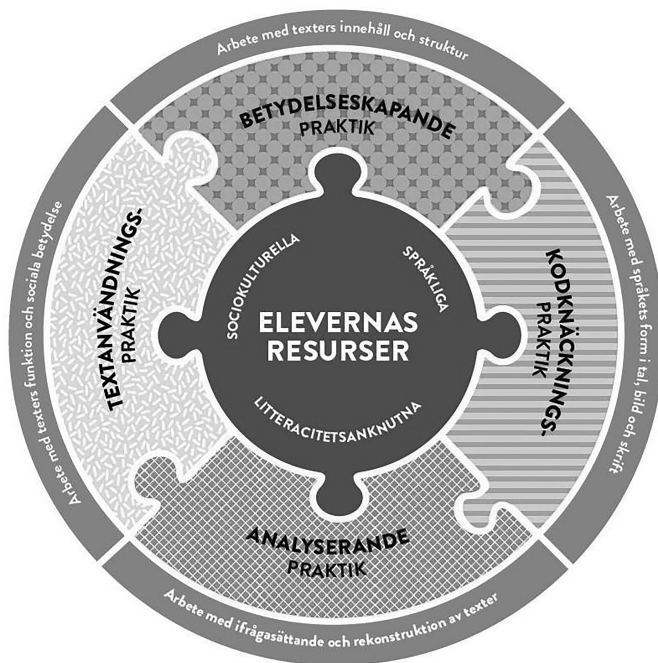 Arbete med texters innehåll och struktur
BETYDELSESKAPANDE
PRAKTIK
Arbete med språkets form i tal, bild och skrift
KODKNÄCKNINGS-
PRAKTIK
Arbete med ifrågasättande och rekonstruktion av texter
ANALYSERANDE
PRAKTIK
Arbete med texters funktion och sociala betydelse
TEXTANVÄNDNINGS-
PRAKTIK
SOCIOKULTURELLA
SPRÅKLIGA
ELEVERNAS
RESURSER
LITTERACITETSANKNUTNA